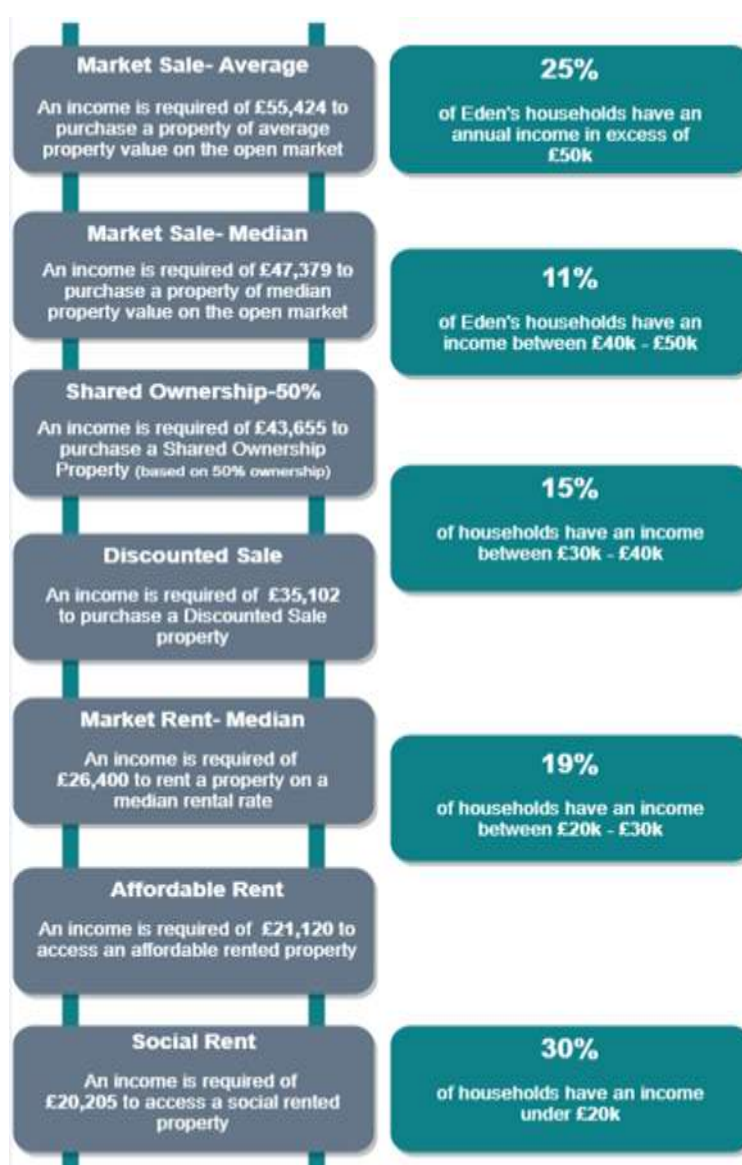 Market Sale- Average
An income is required of £55,424 to
purchase a property of average
property value on the open market
25%
of Eden's households have an
annual income in excess of
£50k
Market Sale- Median
An income is required of £47,379 to
purchase a property of median
property value on the open market
11%
of Eden's households have an
income between £40k - £50k
Shared Ownership-50%
An income is required of £43,655 to
purchase a Shared Ownership
Property (based on 50% ownership)
15%
of households have an income
between £30k - £40k
Discounted Sale
An income is required of £35,102
to purchase a Discounted Sale
property
Market Rent- Median
An income is required of
£26,400 to rent a property on a
median rental rate
19%
of households have an income
between £20k - £30k
Affordable Rent
An income is required of £21,120 to
access an affordable rented property
Social Rent
An income is required of
£20,205 to access a social rented
property
30%
of households have an income
under £20k